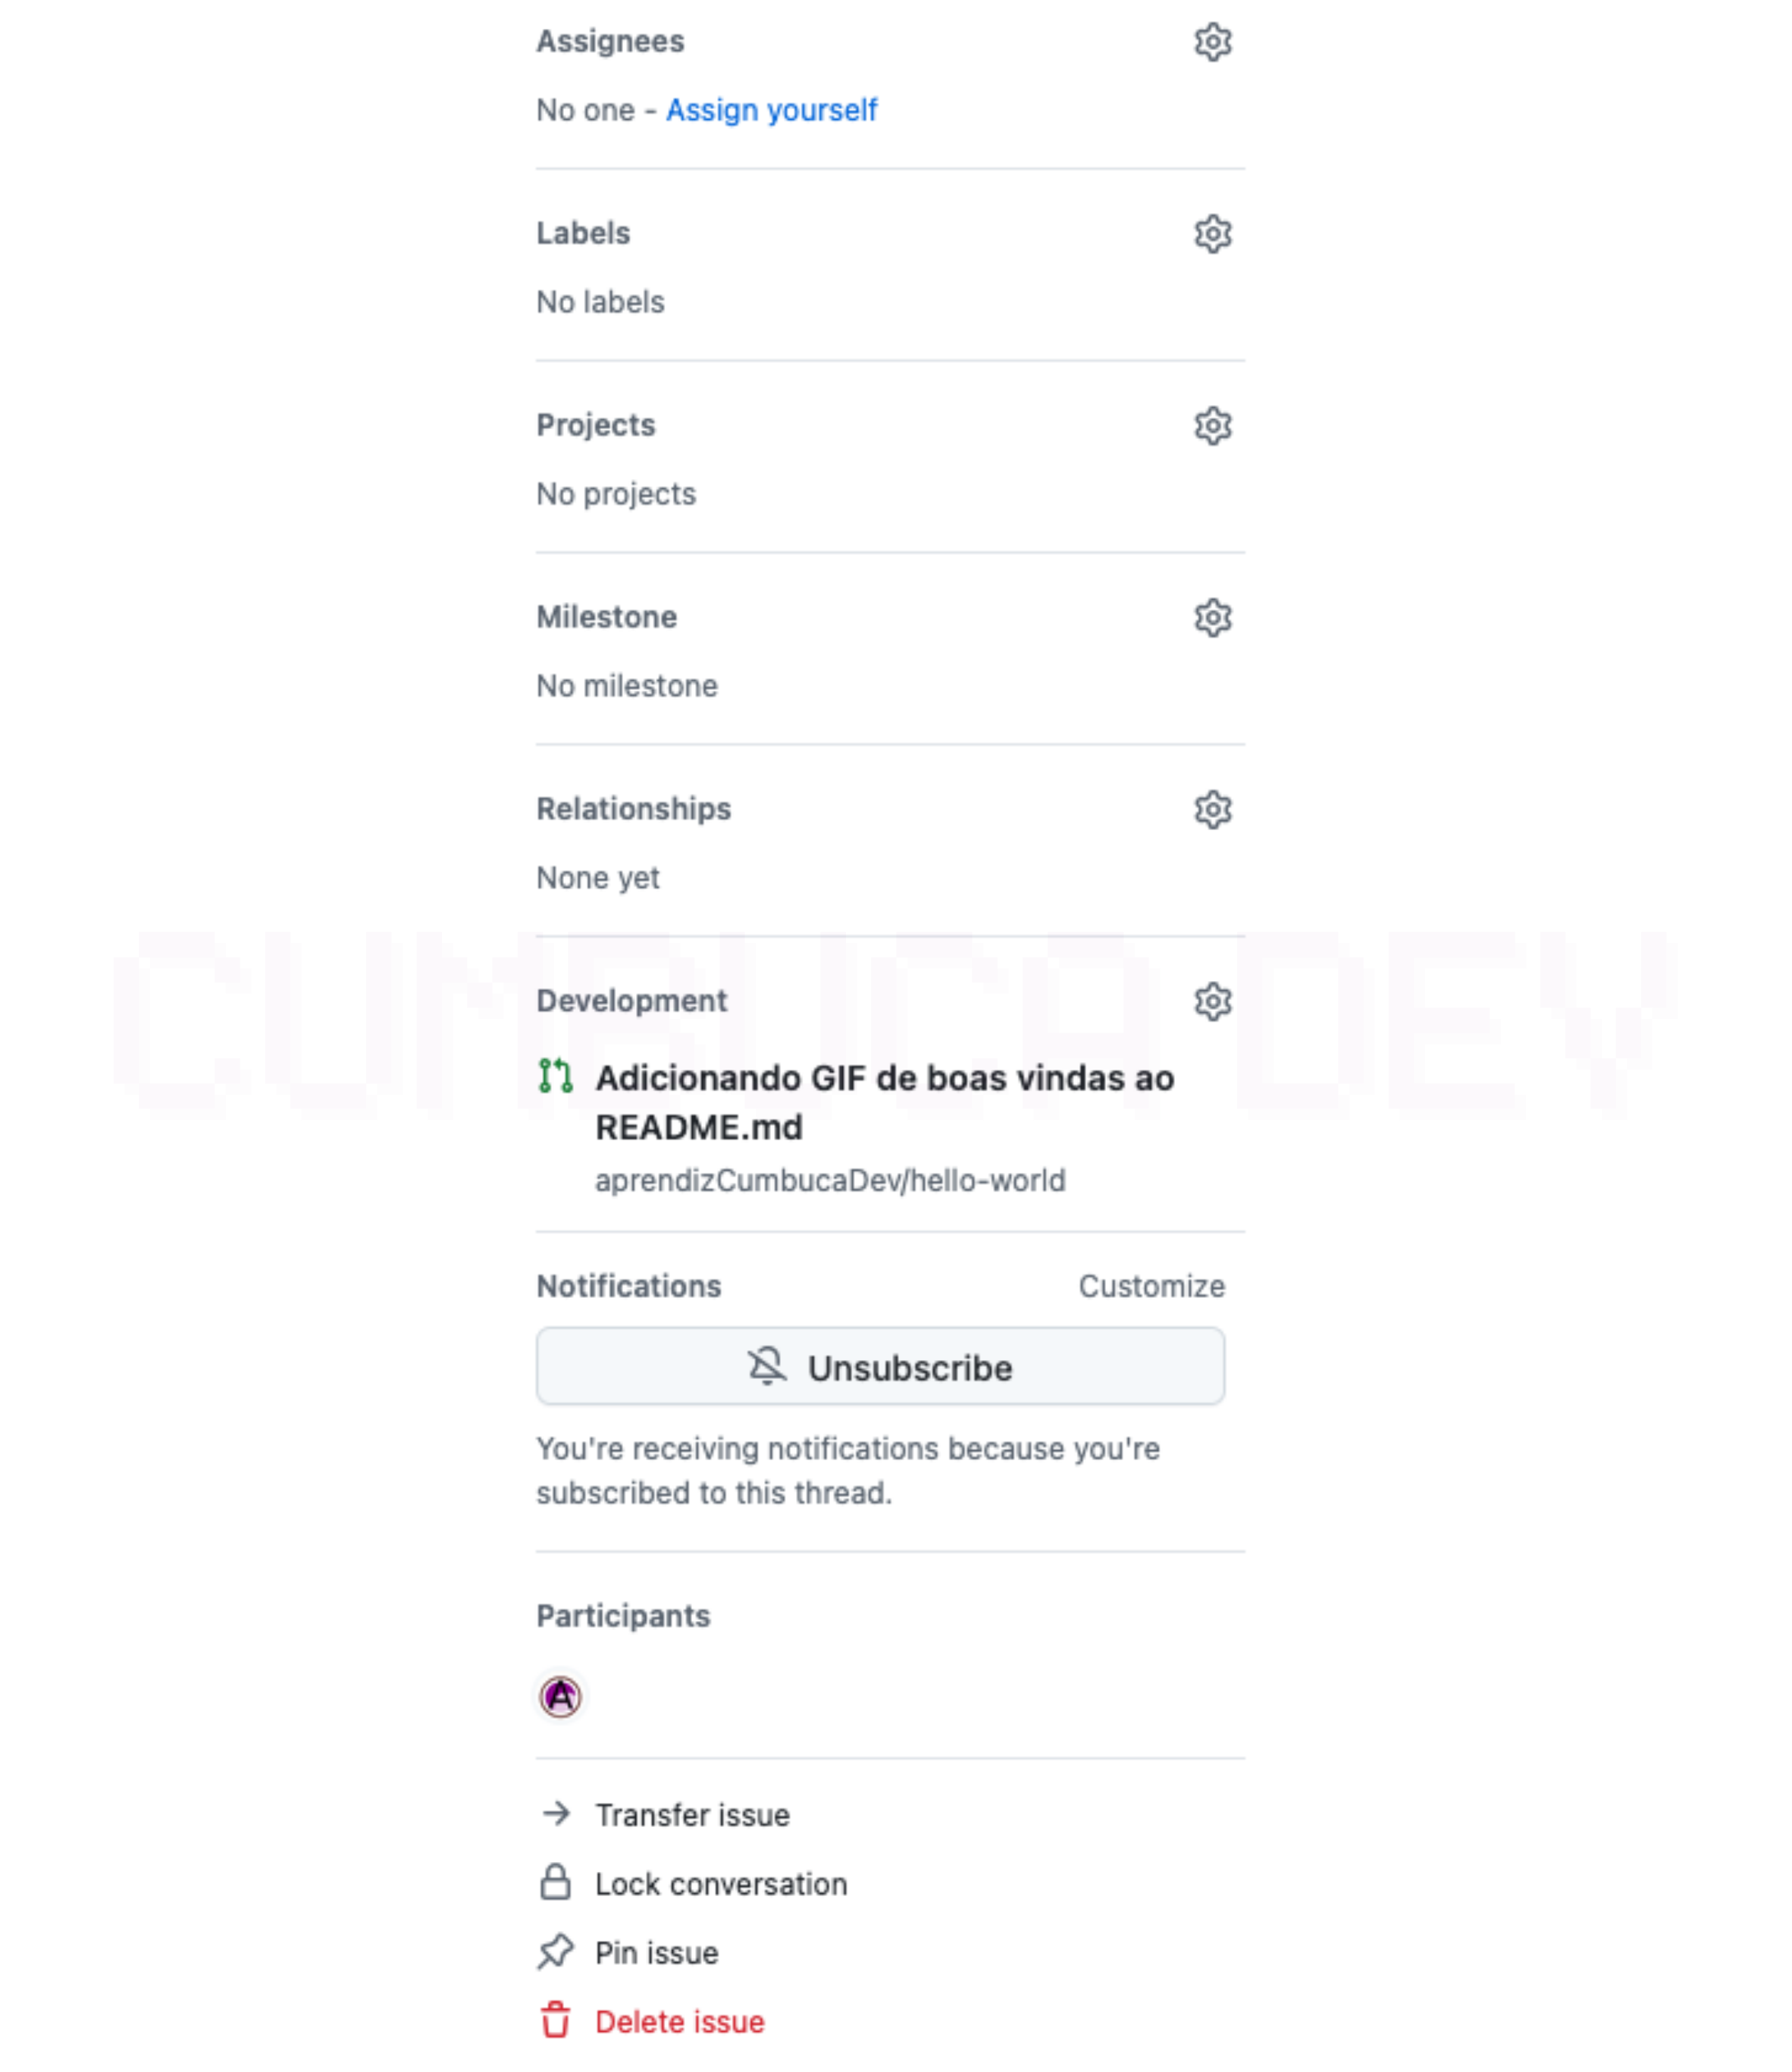 Assignees
No one - Assign yourself
Labels
No labels
Projects
No projects
Milestone
No milestone
Relationships
None yet
CUMBUCA DEV
Development
Adicionando GIF de boas vindas ao
README.md
aprendizCumbucaDev/hello-world
Notifications Customize
Unsubscribe
You're receiving notifications because you're
subscribed to this thread.
Participants
A
Transfer issue
Lock conversation
Pin issue
Delete issue